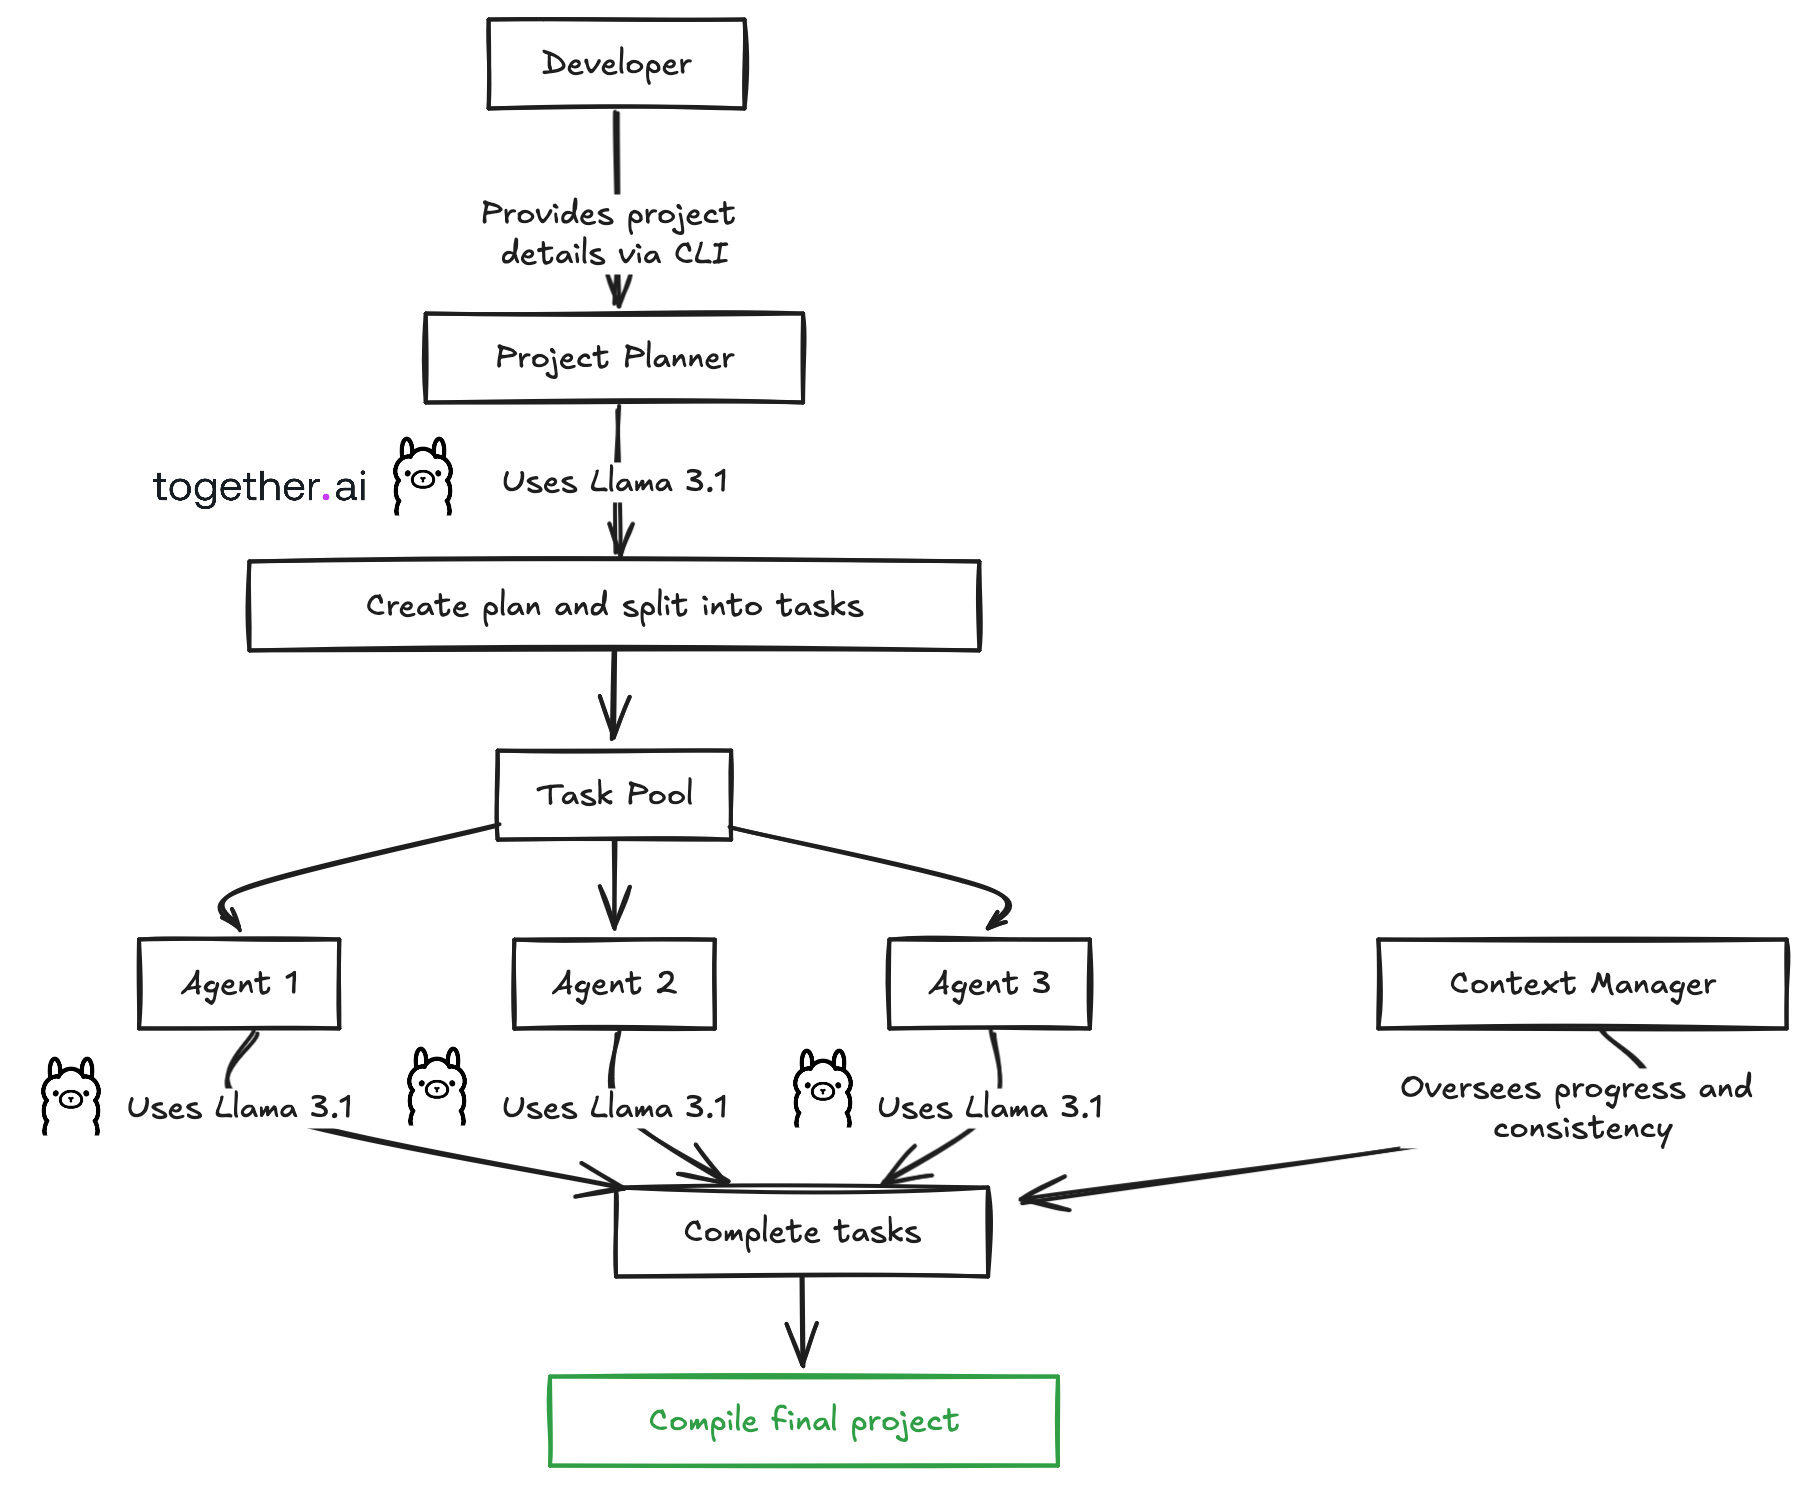 Developer
Provides project
details via CLI
Project Planner
together.ai
Uses Llama 3.1
Create plan and split into tasks
Task Pool
Agent 1
Agent 2
Agent 3
Context Manager
Uses Llama 3.1
Uses Llama 3.1
Uses Llama 3.1
Oversees progress and
consistency
Complete tasks
Compile final project